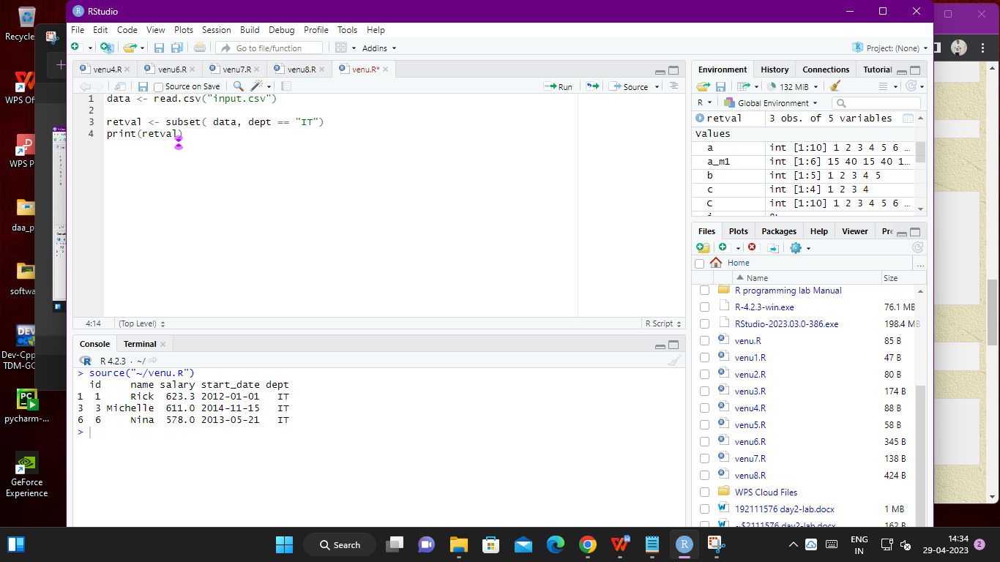 Recycle
WPS Of
WPS P
daa_p
softwa
Dev-Cpp
TDM-GC
pycharm-...
GeForce
Experience
RStudio
File Edit Code View Plots Session Build Debug Profile Tools Help
Go to file/function Addins Project: (None)
venu4.R venu6.R venu7.R venu8.R venu.R*
Source on Save Run Source
1 data <- read.csv("input.csv")
2
3 retval <- subset( data, dept == "IT")
4 print(retval)
4:14 (Top Level) R Script
Console Terminal
R 4.2.3 · ~/
> source("~/venu.R")
id name salary start_date dept
1 1 Rick 623.3 2012-01-01 IT
3 3 Michelle 611.0 2014-11-15 IT
6 6 Nina 578.0 2013-05-21 IT
>
Environment History Connections Tutorial
132 MiB
R Global Environment
retval 3 obs. of 5 variables
Values
a int [1:10] 1 2 3 4 5 6 ...
a_m1 int [1:6] 15 40 15 40 1...
b int [1:5] 1 2 3 4 5
c int [1:4] 1 2 3 4
C int [1:10] 1 2 3 4 5 6 ...
Files Plots Packages Help Viewer Pre
Home ...
Name Size
R programming lab Manual
R-4.2.3-win.exe 76.1 MB
RStudio-2023.03.0-386.exe 198.4 MB
venu.R 85 B
venu1.R 47 B
venu2.R 80 B
venu3.R 174 B
venu4.R 88 B
venu5.R 58 B
venu6.R 345 B
venu7.R 138 B
venu8.R 424 B
WPS Cloud Files
192111576 day2-lab.docx 1 MB
~$2111576 day2-lab.docx 162 B
Search
ENG
IN
14:34
29-04-2023
2